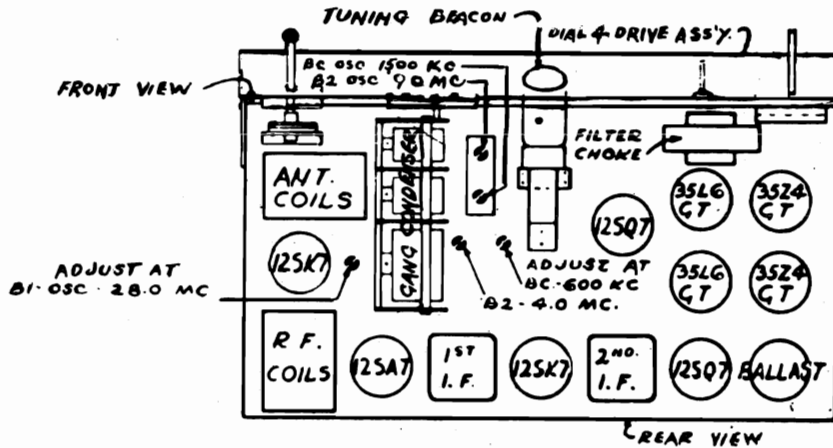 TUNING BEACON
DIAL & DRIVE ASS'Y.
BC OSC 1500 KC
B2 OSC 9.0 MC
FRONT VIEW
FILTER
CHOKE
ANT.
COILS
GANG CONDENSER
35L6
GT
35Z4
GT
12SQ7
12SK7
ADJUST AT
B1-OSC-28.0 MC
ADJUST AT
BC-600 KC
B2-4.0 MC.
35L6
GT
35Z4
GT
R F.
COILS
12SA7
1ST
I.F.
12SK7
2ND.
I.F.
12SQ7
BALLAST
REAR VIEW